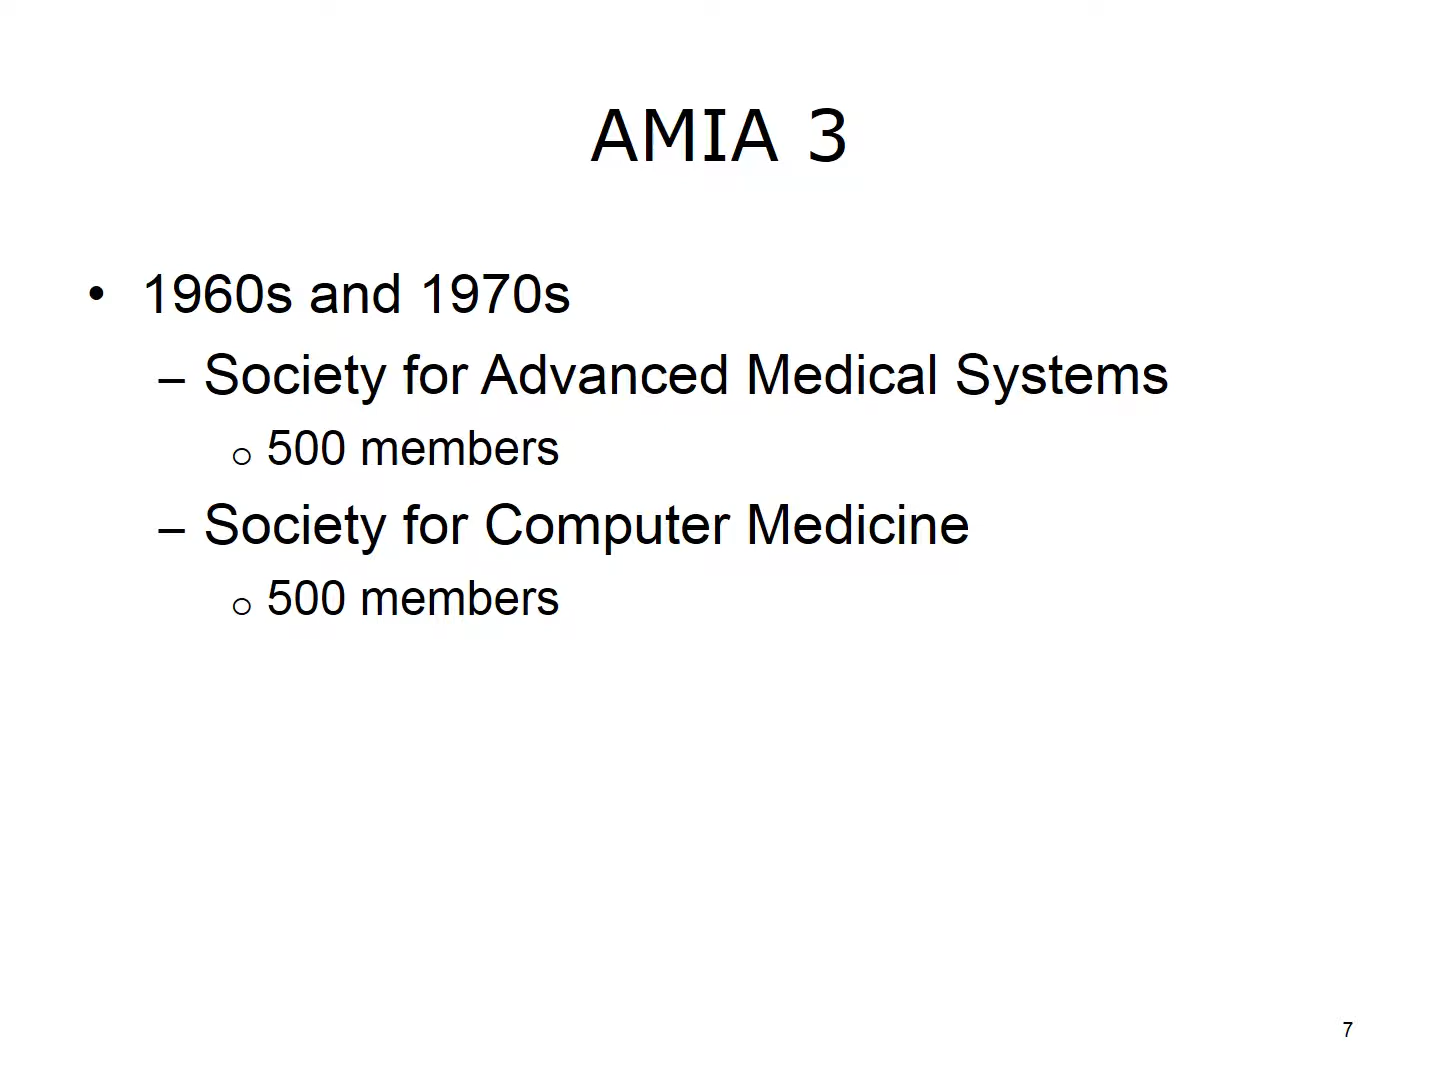 AMIA 3
• 1960s and 1970s
– Society for Advanced Medical Systems
o 500 members
– Society for Computer Medicine
o 500 members
7